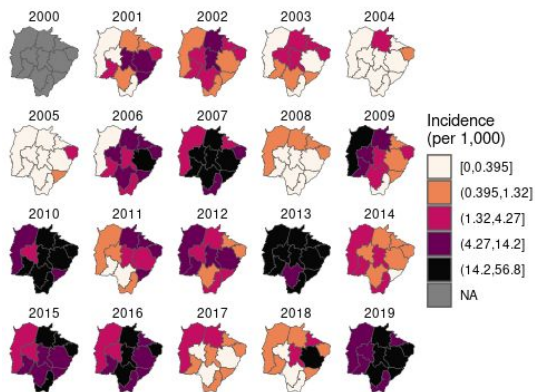 2000 2001 2002 2003 2004
2005 2006 2007 2008 2009
2010 2011 2012 2013 2014
2015 2016 2017 2018 2019
Incidence
(per 1,000)
[0,0.395]
(0.395,1.32]
(1.32,4.27]
(4.27,14.2]
(14.2,56.8]
NA